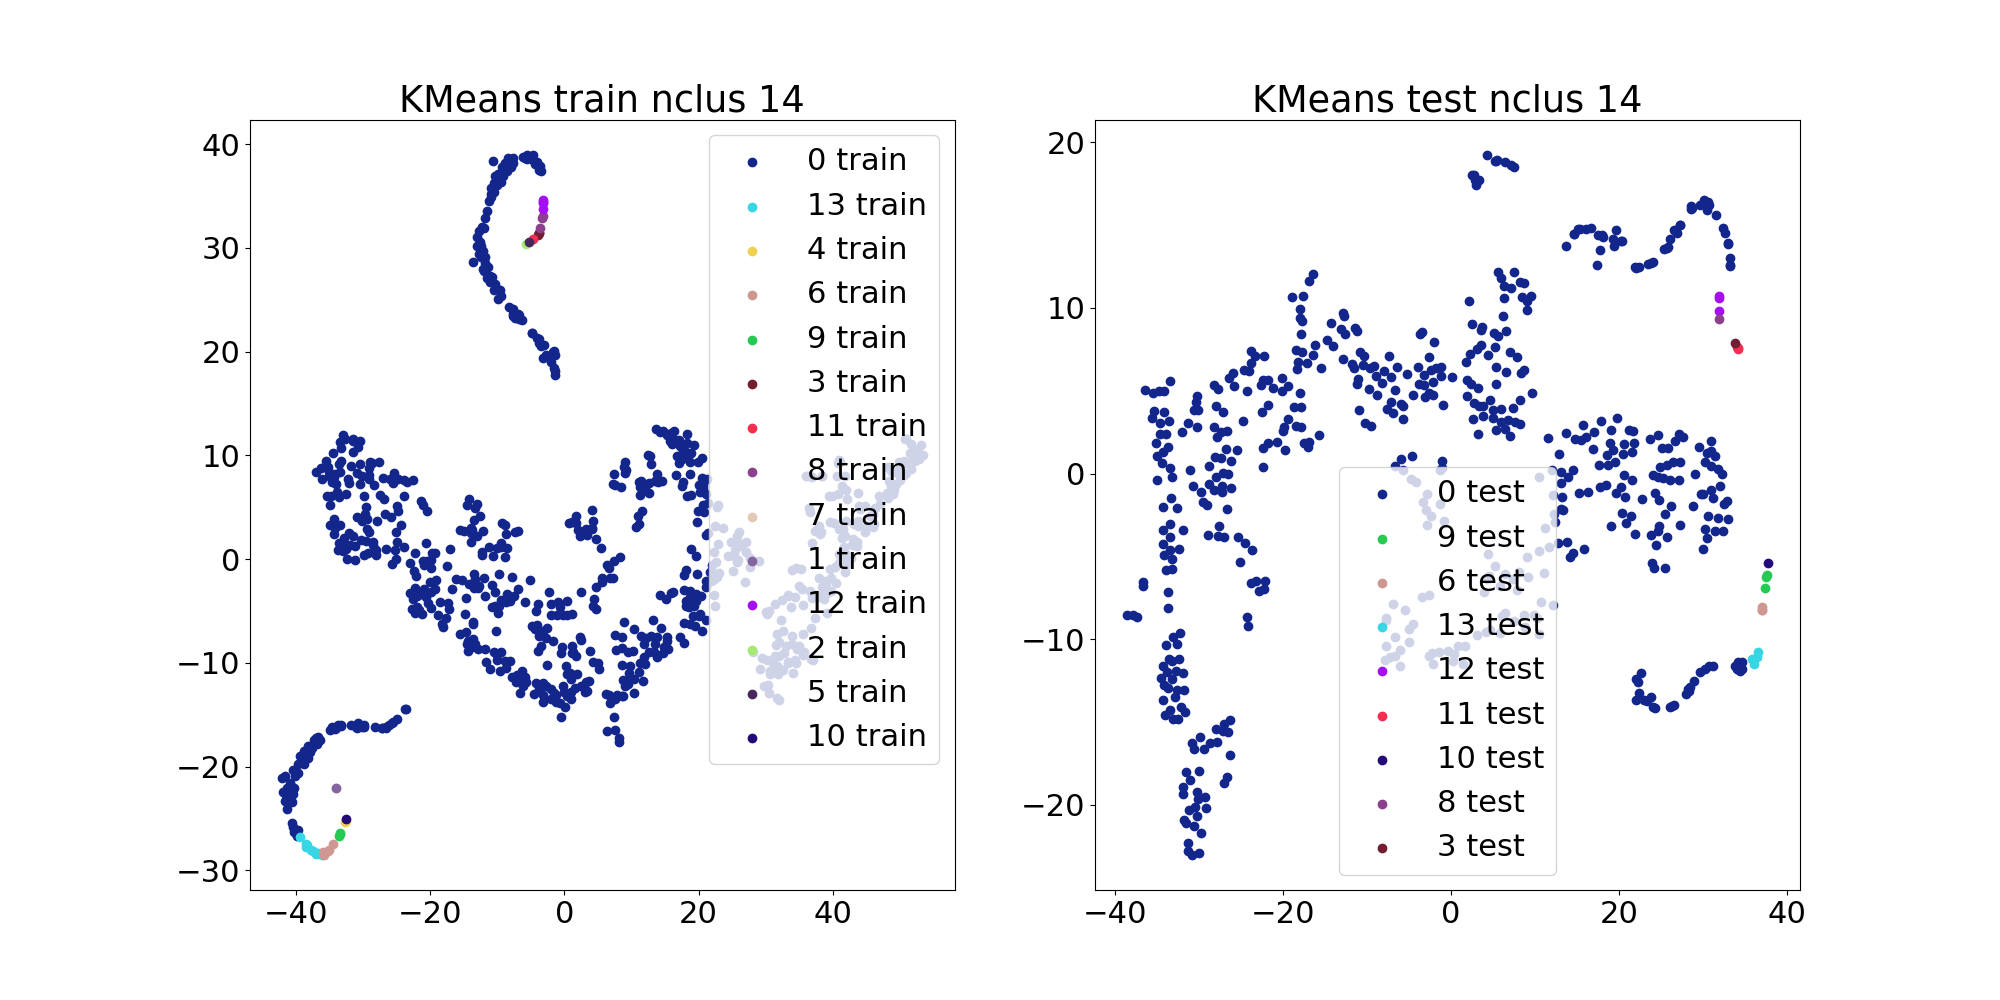 KMeans train nclus 14
40
30
20
10
0
−10
−20
−30
−40
−20
0
20
40
0 train
13 train
4 train
6 train
9 train
3 train
11 train
8 train
7 train
1 train
12 train
2 train
5 train
10 train
KMeans test nclus 14
20
10
0
−10
−20
−40
−20
0
20
40
0 test
9 test
6 test
13 test
12 test
11 test
10 test
8 test
3 test